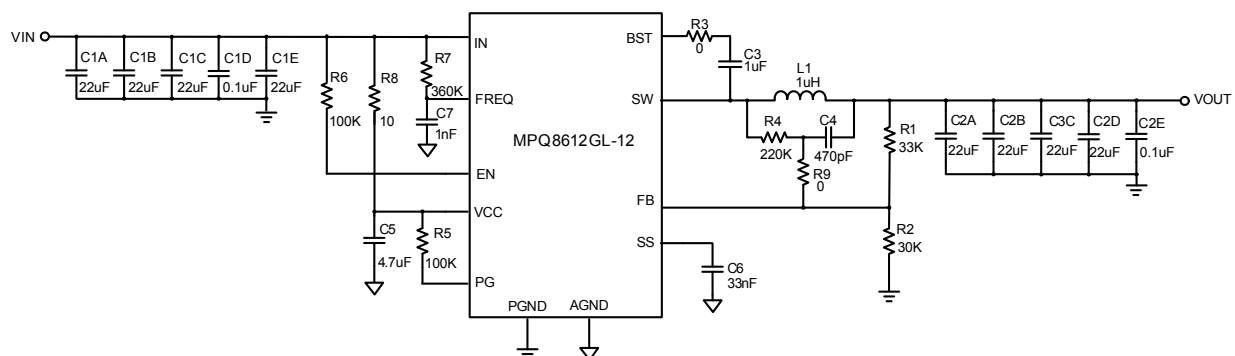 VIN
C1A
22uF
C1B
22uF
C1C
22uF
C1D
0.1uF
C1E
22uF
R6
100K
R8
10
R7
360K
C7
1nF
C5
4.7uF
R5
100K
IN
FREQ
EN
VCC
PG
MPQ8612GL-12
PGND
AGND
BST
SW
FB
SS
R3
0
C3
1uF
L1
1uH
R4
220K
C4
470pF
R9
0
R1
33K
R2
30K
C6
33nF
C2A
22uF
C2B
22uF
C3C
22uF
C2D
22uF
C2E
0.1uF
VOUT